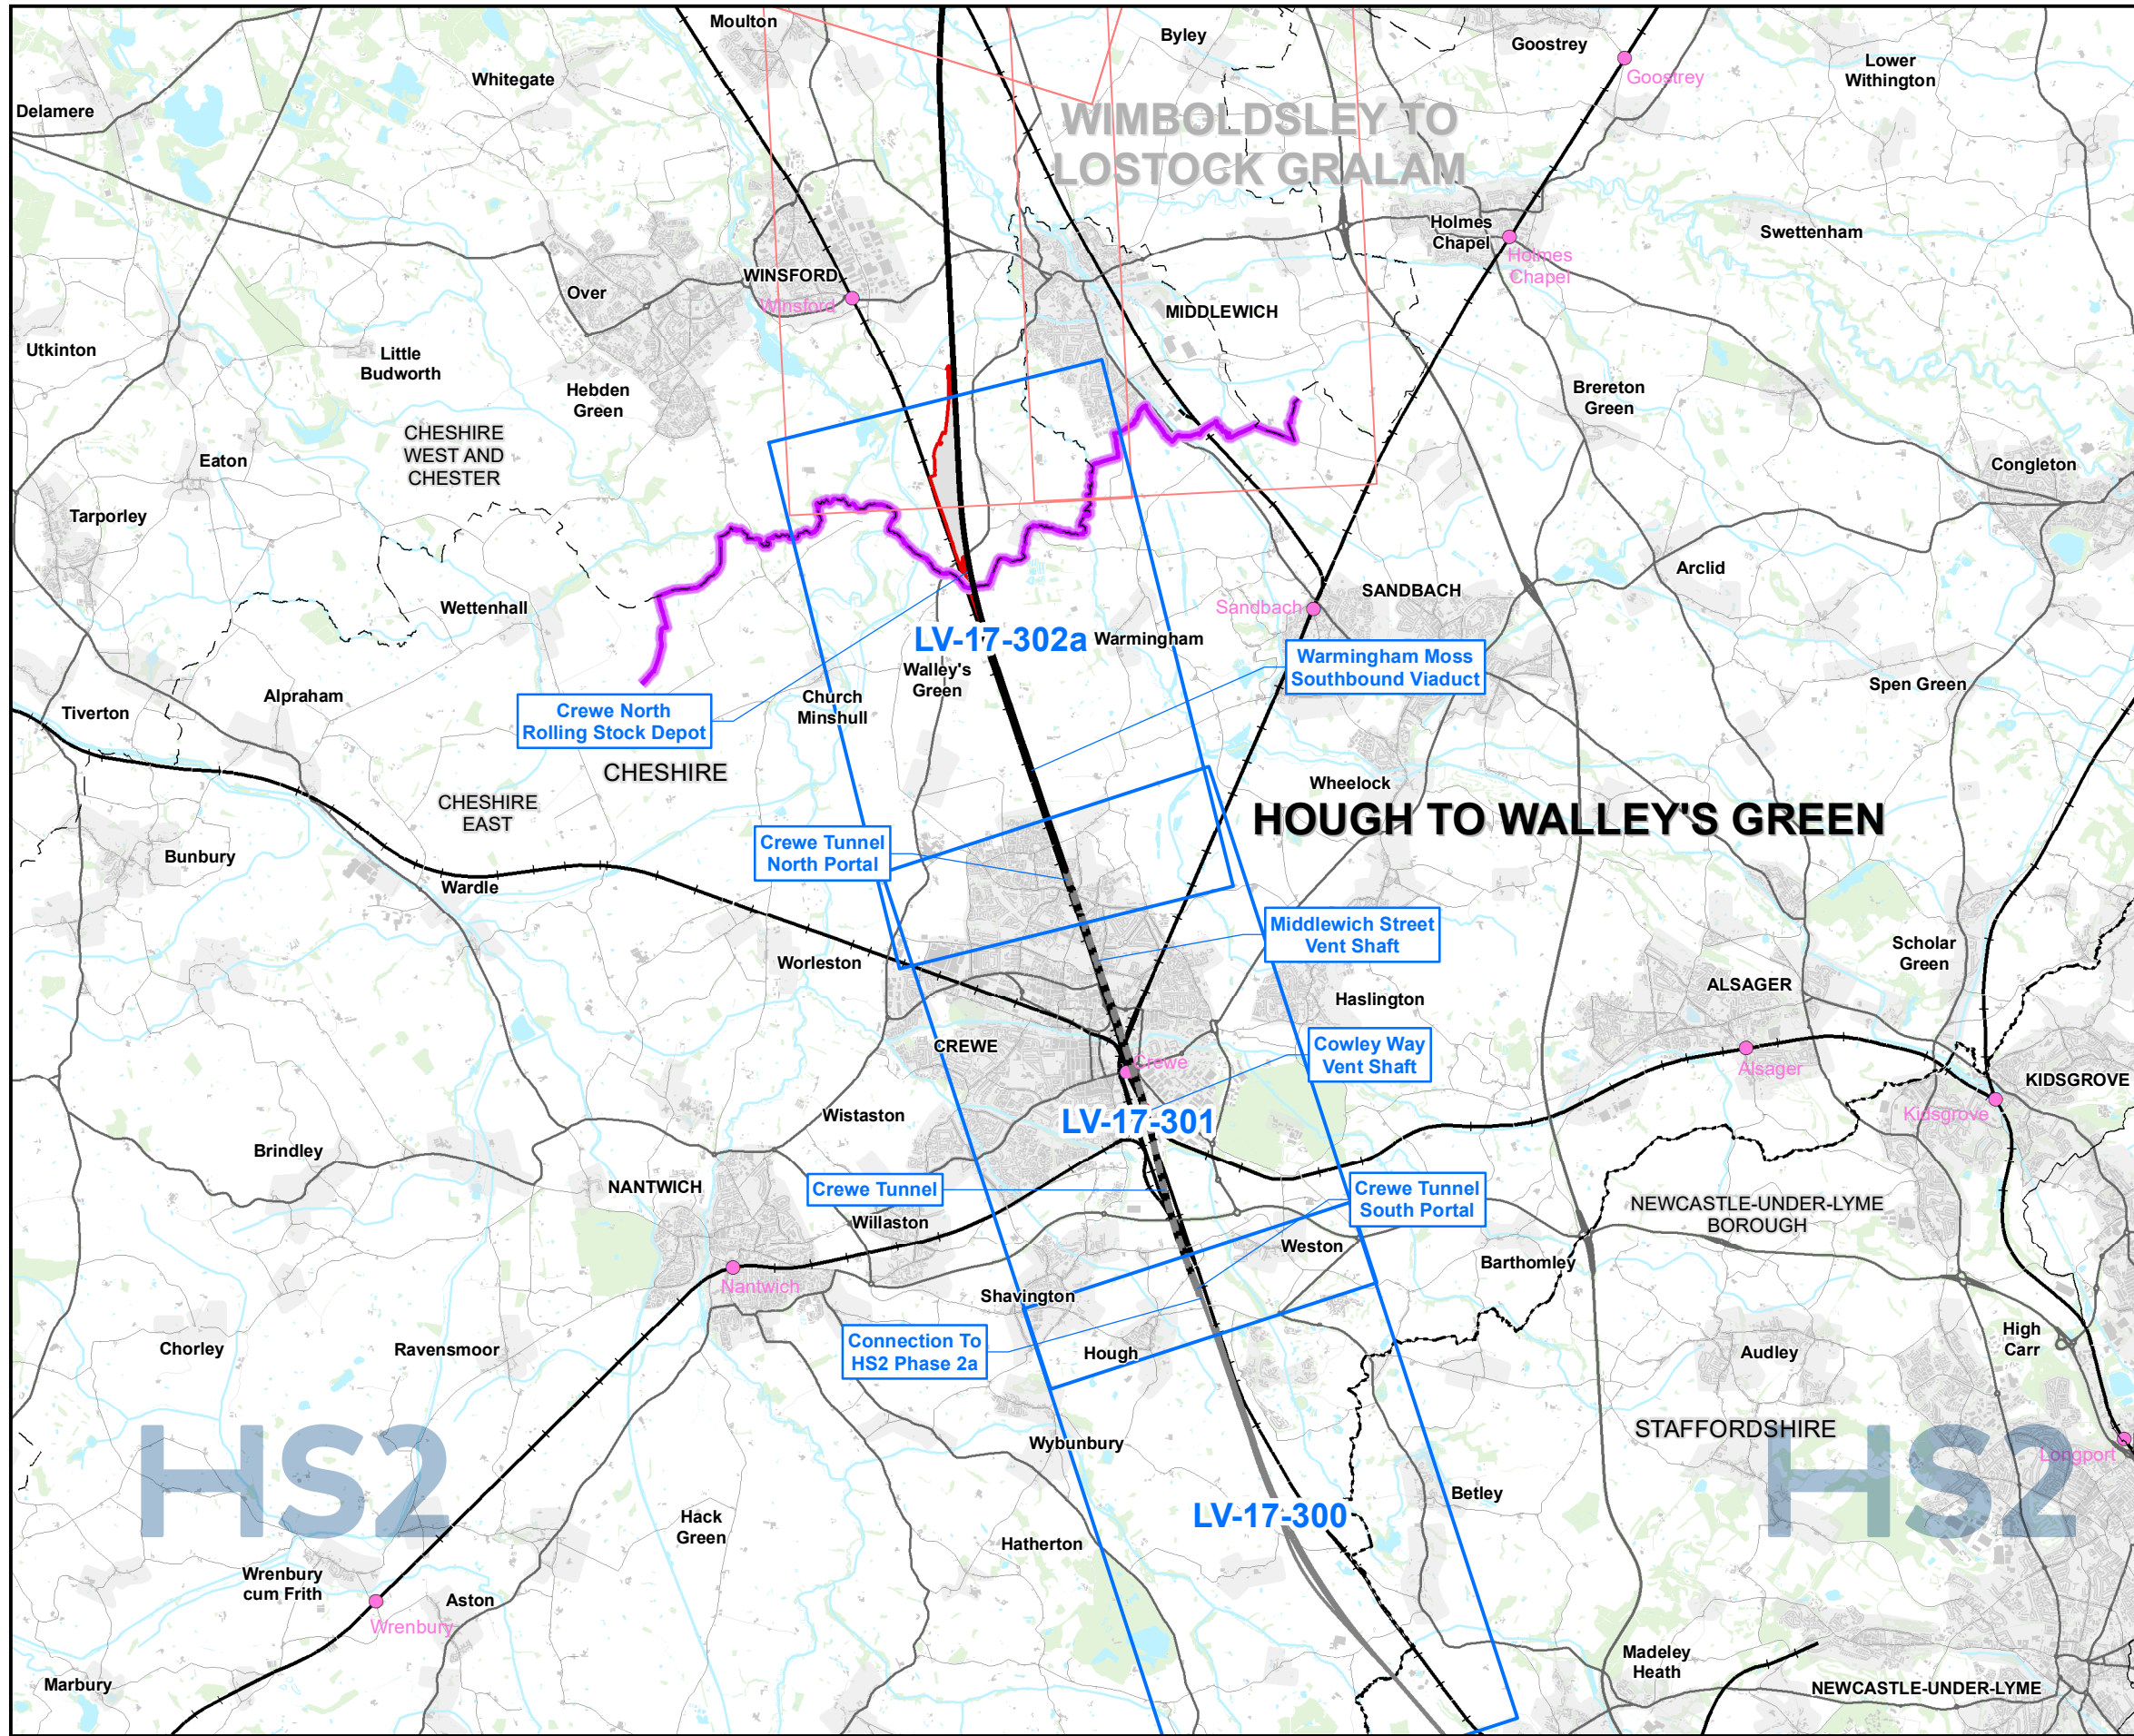 Moulton
Byley
Goostrey
Goostrey
Lower
Withington
Whitegate
Delamere
WIMBOLDSLEY TO
LOSTOCK GRALAM
Holmes
Chapel
Holmes
Chapel
Swettenham
WINSFORD
Winsford
Over
MIDDLEWICH
Utkinton
Little
Budworth
Hebden
Green
Brereton
Green
CHESHIRE
WEST AND
CHESTER
Eaton
Congleton
Tarporley
Arclid
SANDBACH
Sandbach
Wettenhall
LV-17-302a
Warmingham
Warmingham Moss
Southbound Viaduct
Walley's
Green
Church
Minshull
Spen Green
Alpraham
Tiverton
Crewe North
Rolling Stock Depot
CHESHIRE
Wheelock
CHESHIRE
EAST
HOUGH TO WALLEY'S GREEN
Bunbury
Crewe Tunnel
North Portal
Wardle
Middlewich Street
Vent Shaft
Scholar
Green
Worleston
ALSAGER
Haslington
CREWE
Cowley Way
Vent Shaft
Crewe
Alsager
KIDSGROVE
Kidsgrove
Wistaston
LV-17-301
Brindley
NANTWICH
Crewe Tunnel
Crewe Tunnel
South Portal
NEWCASTLE-UNDER-LYME
BOROUGH
Willaston
Weston
Barthomley
Nantwich
Shavington
Connection To
HS2 Phase 2a
Hough
High
Carr
Chorley
Ravensmoor
Audley
STAFFORDSHIRE
HS2
HS2
Wybunbury
Longport
Betley
Hack
Green
LV-17-300
Hatherton
Wrenbury
cum Frith
Aston
Wrenbury
Madeley
Heath
Marbury
NEWCASTLE-UNDER-LYME